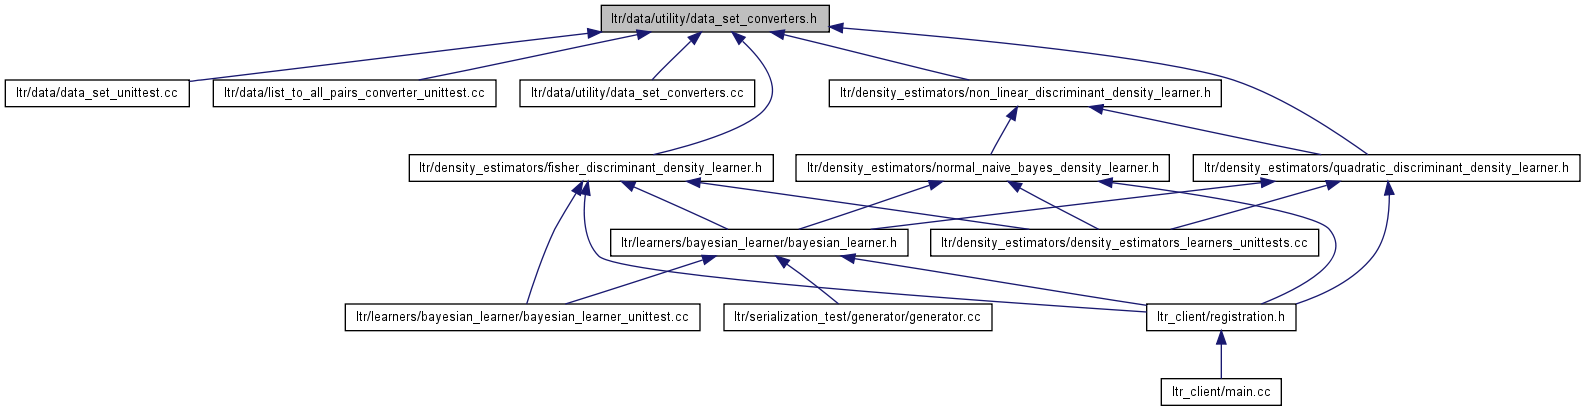 ltr/data/utility/data_set_converters.h
ltr/data/data_set_unittest.cc
ltr/data/list_to_all_pairs_converter_unittest.cc
ltr/data/utility/data_set_converters.cc
ltr/density_estimators/non_linear_discriminant_density_learner.h
ltr/density_estimators/fisher_discriminant_density_learner.h
ltr/density_estimators/normal_naive_bayes_density_learner.h
ltr/density_estimators/quadratic_discriminant_density_learner.h
ltr/learners/bayesian_learner/bayesian_learner.h
ltr/density_estimators/density_estimators_learners_unittests.cc
ltr/learners/bayesian_learner/bayesian_learner_unittest.cc
ltr/serialization_test/generator/generator.cc
ltr_client/registration.h
ltr_client/main.cc